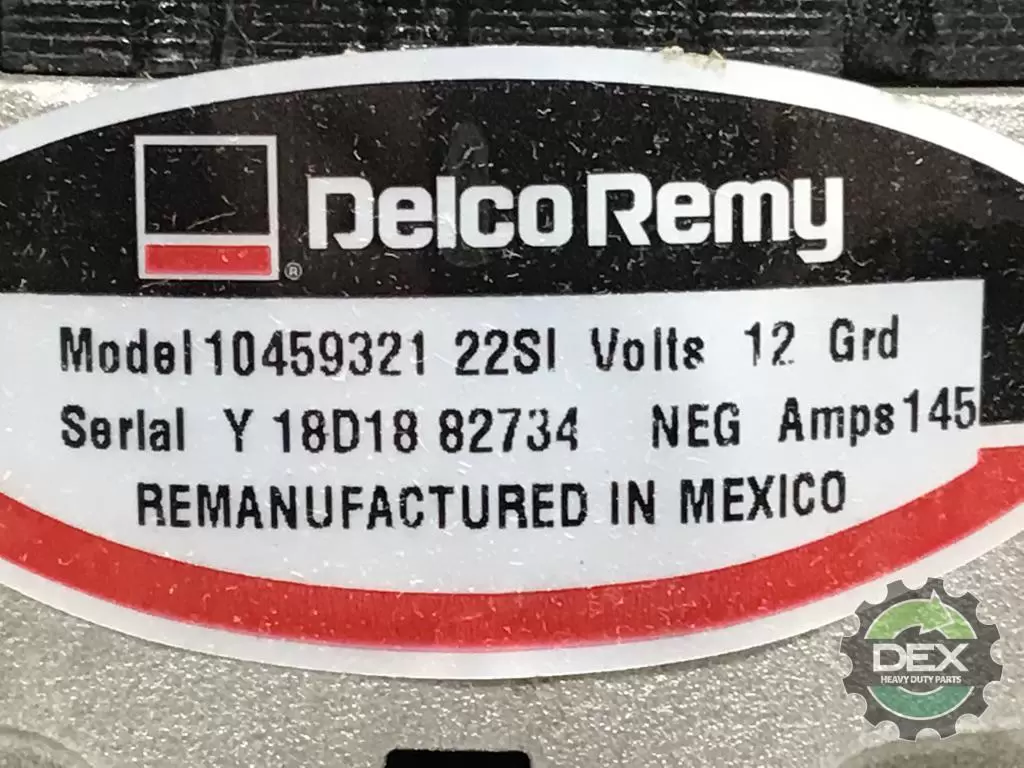 Delco Remy
®
Model 10459321 22SI Volts 12 Grd
Serial Y 18D18 82734 NEG Amps 145
REMANUFACTURED IN MEXICO
DEX
HEAVY DUTY PARTS